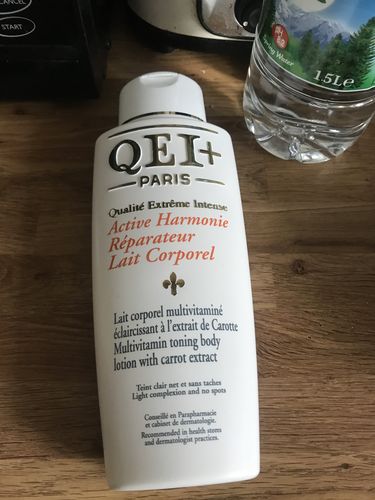 CANCEL
START
1.5L℮
QEI+
PARIS
Qualité Extrême Intense
Active Harmonie
Réparateur
Lait Corporel
Lait corporel multivitaminé
éclaircissant à l'extrait de Carotte
Multivitamin toning body
lotion with carrot extract
Teint clair net et sans taches
Light complexion and no spots
Conseillé en Parapharmacie
et cabinet de dermatologie.
Recommended in health stores
and dermatologist practices.